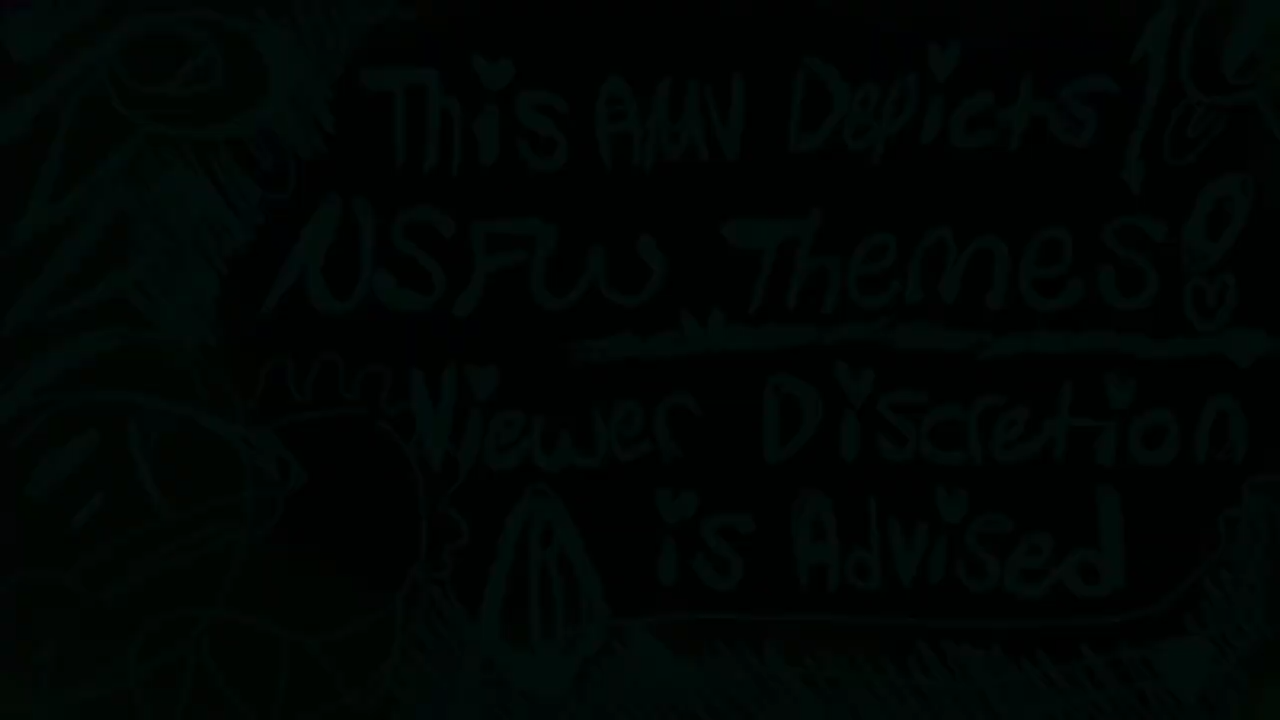 This AMV Depicts
NSFW Themes!
Viewer Discretion
is Advised